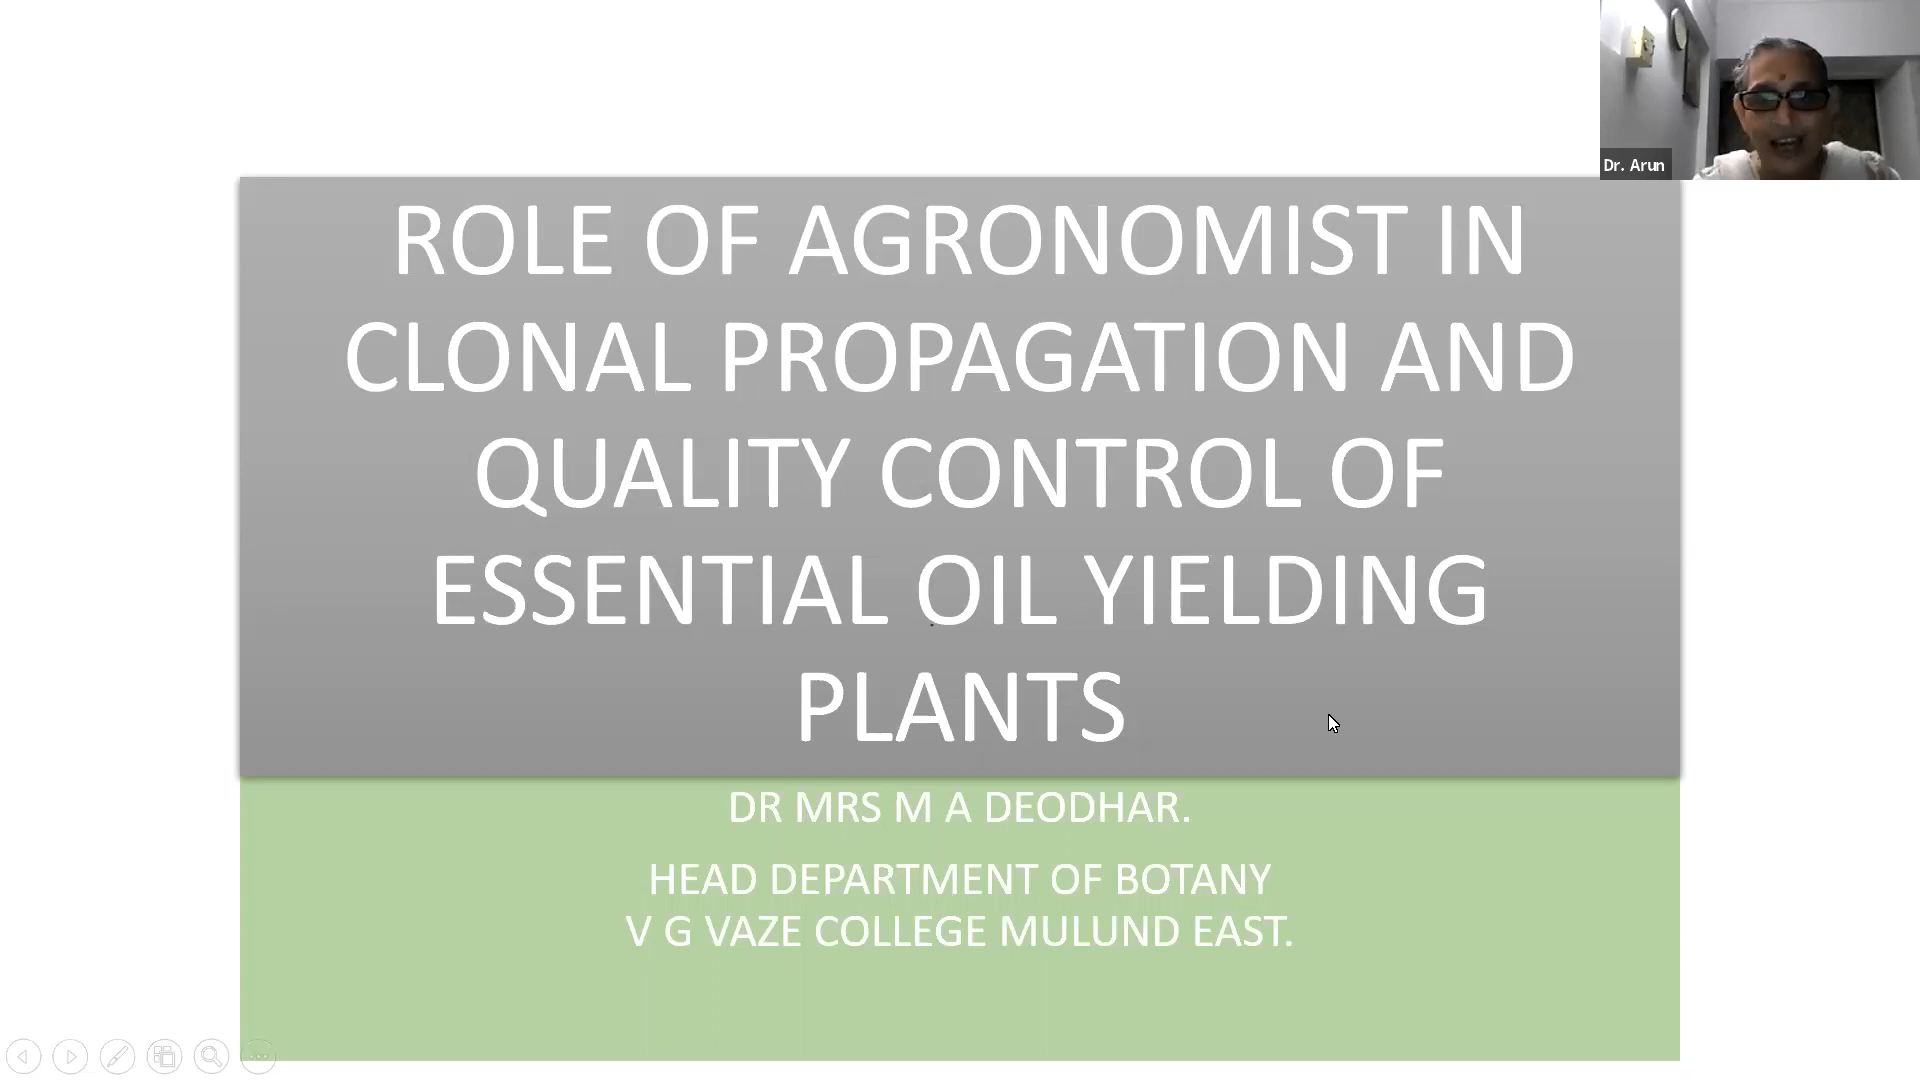 Dr. Arun
ROLE OF AGRONOMIST IN
CLONAL PROPAGATION AND
QUALITY CONTROL OF
ESSENTIAL OIL YIELDING
PLANTS
DR MRS M A DEODHAR.
HEAD DEPARTMENT OF BOTANY
V G VAZE COLLEGE MULUND EAST.